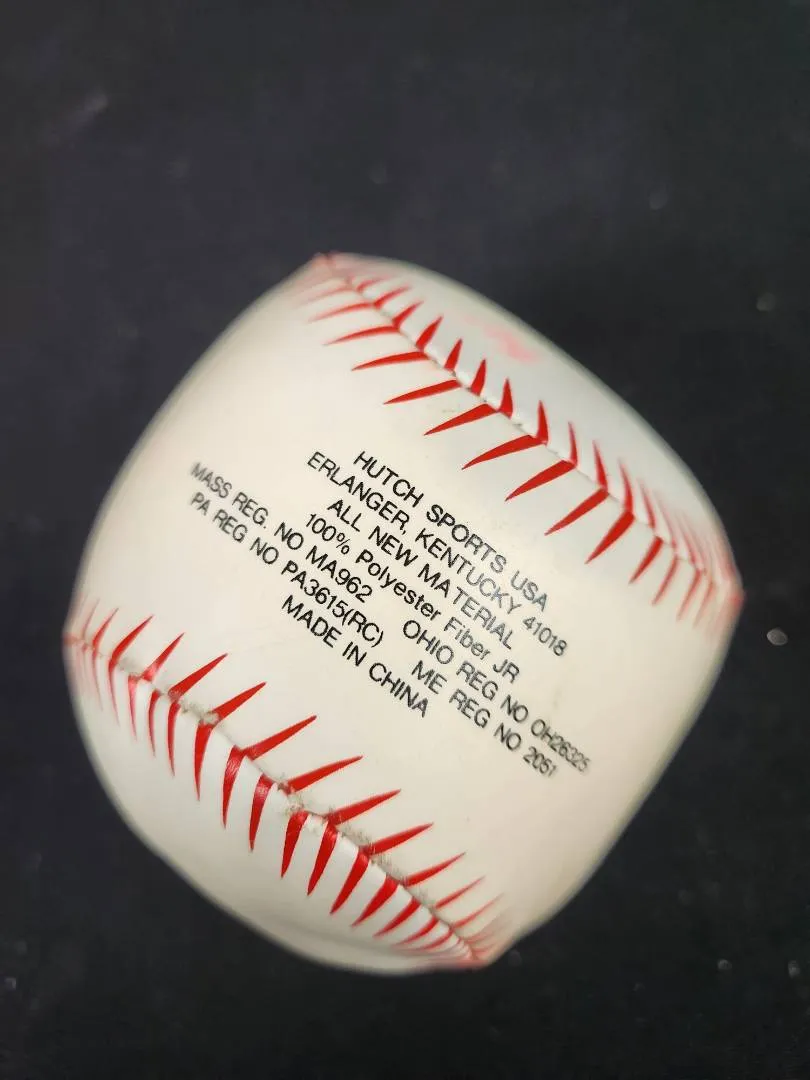 HUTCH SPORTS USA
ERLANGER, KENTUCKY 41018
ALL NEW MATERIAL
100% Polyester Fiber JR
MASS REG. NO MA962 OHIO REG NO OH26325
PA REG NO PA3615(RC) ME REG NO 2051
MADE IN CHINA